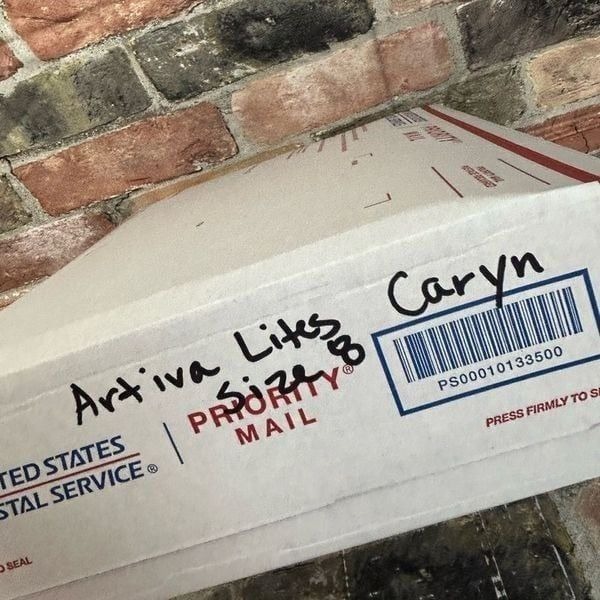 Caryn
Artiva Lites
Size 8
PRIORITY®
MAIL
TED STATES
STAL SERVICE®
PS00010133500
PRESS FIRMLY TO S
O SEAL